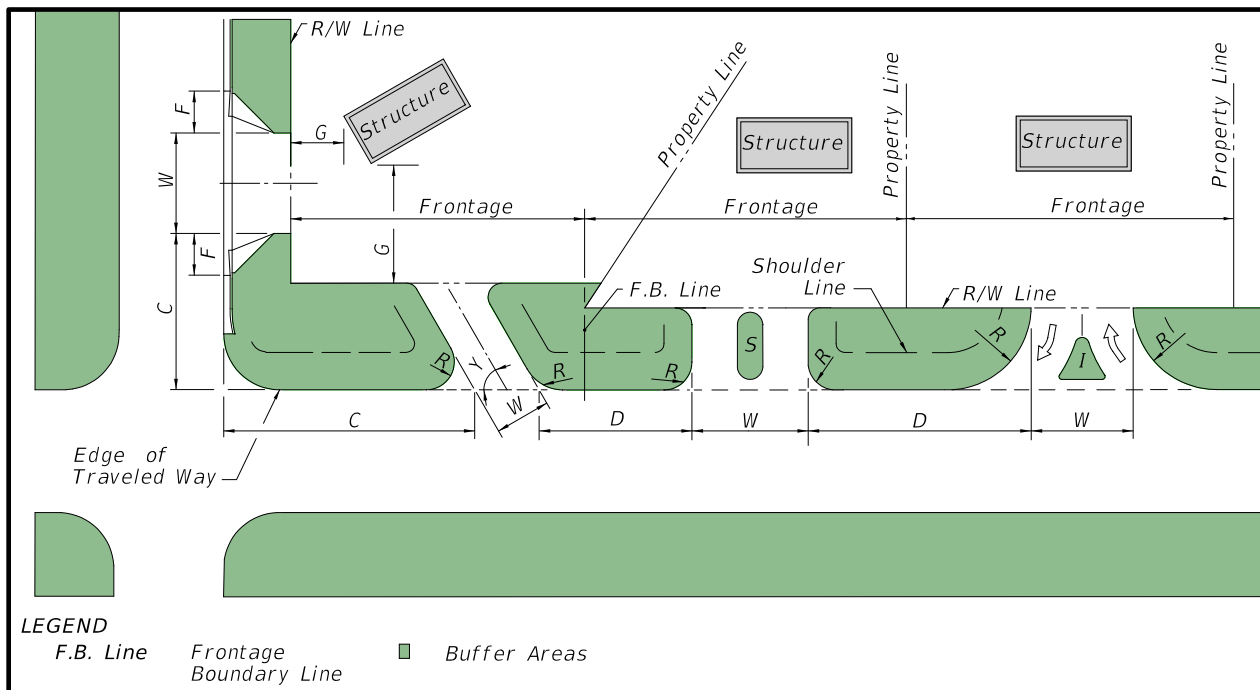 R/W Line
Property Line
Property Line
Property Line
F
G
Structure
Structure
Structure
W
Frontage
Frontage
Frontage
F
G
Shoulder
Line
F.B. Line
R/W Line
C
R
Y
R
R
S
R
R
I
R
C
W
D
W
D
W
Edge of
Traveled Way
LEGEND
F.B. Line Frontage
Boundary Line
Buffer Areas